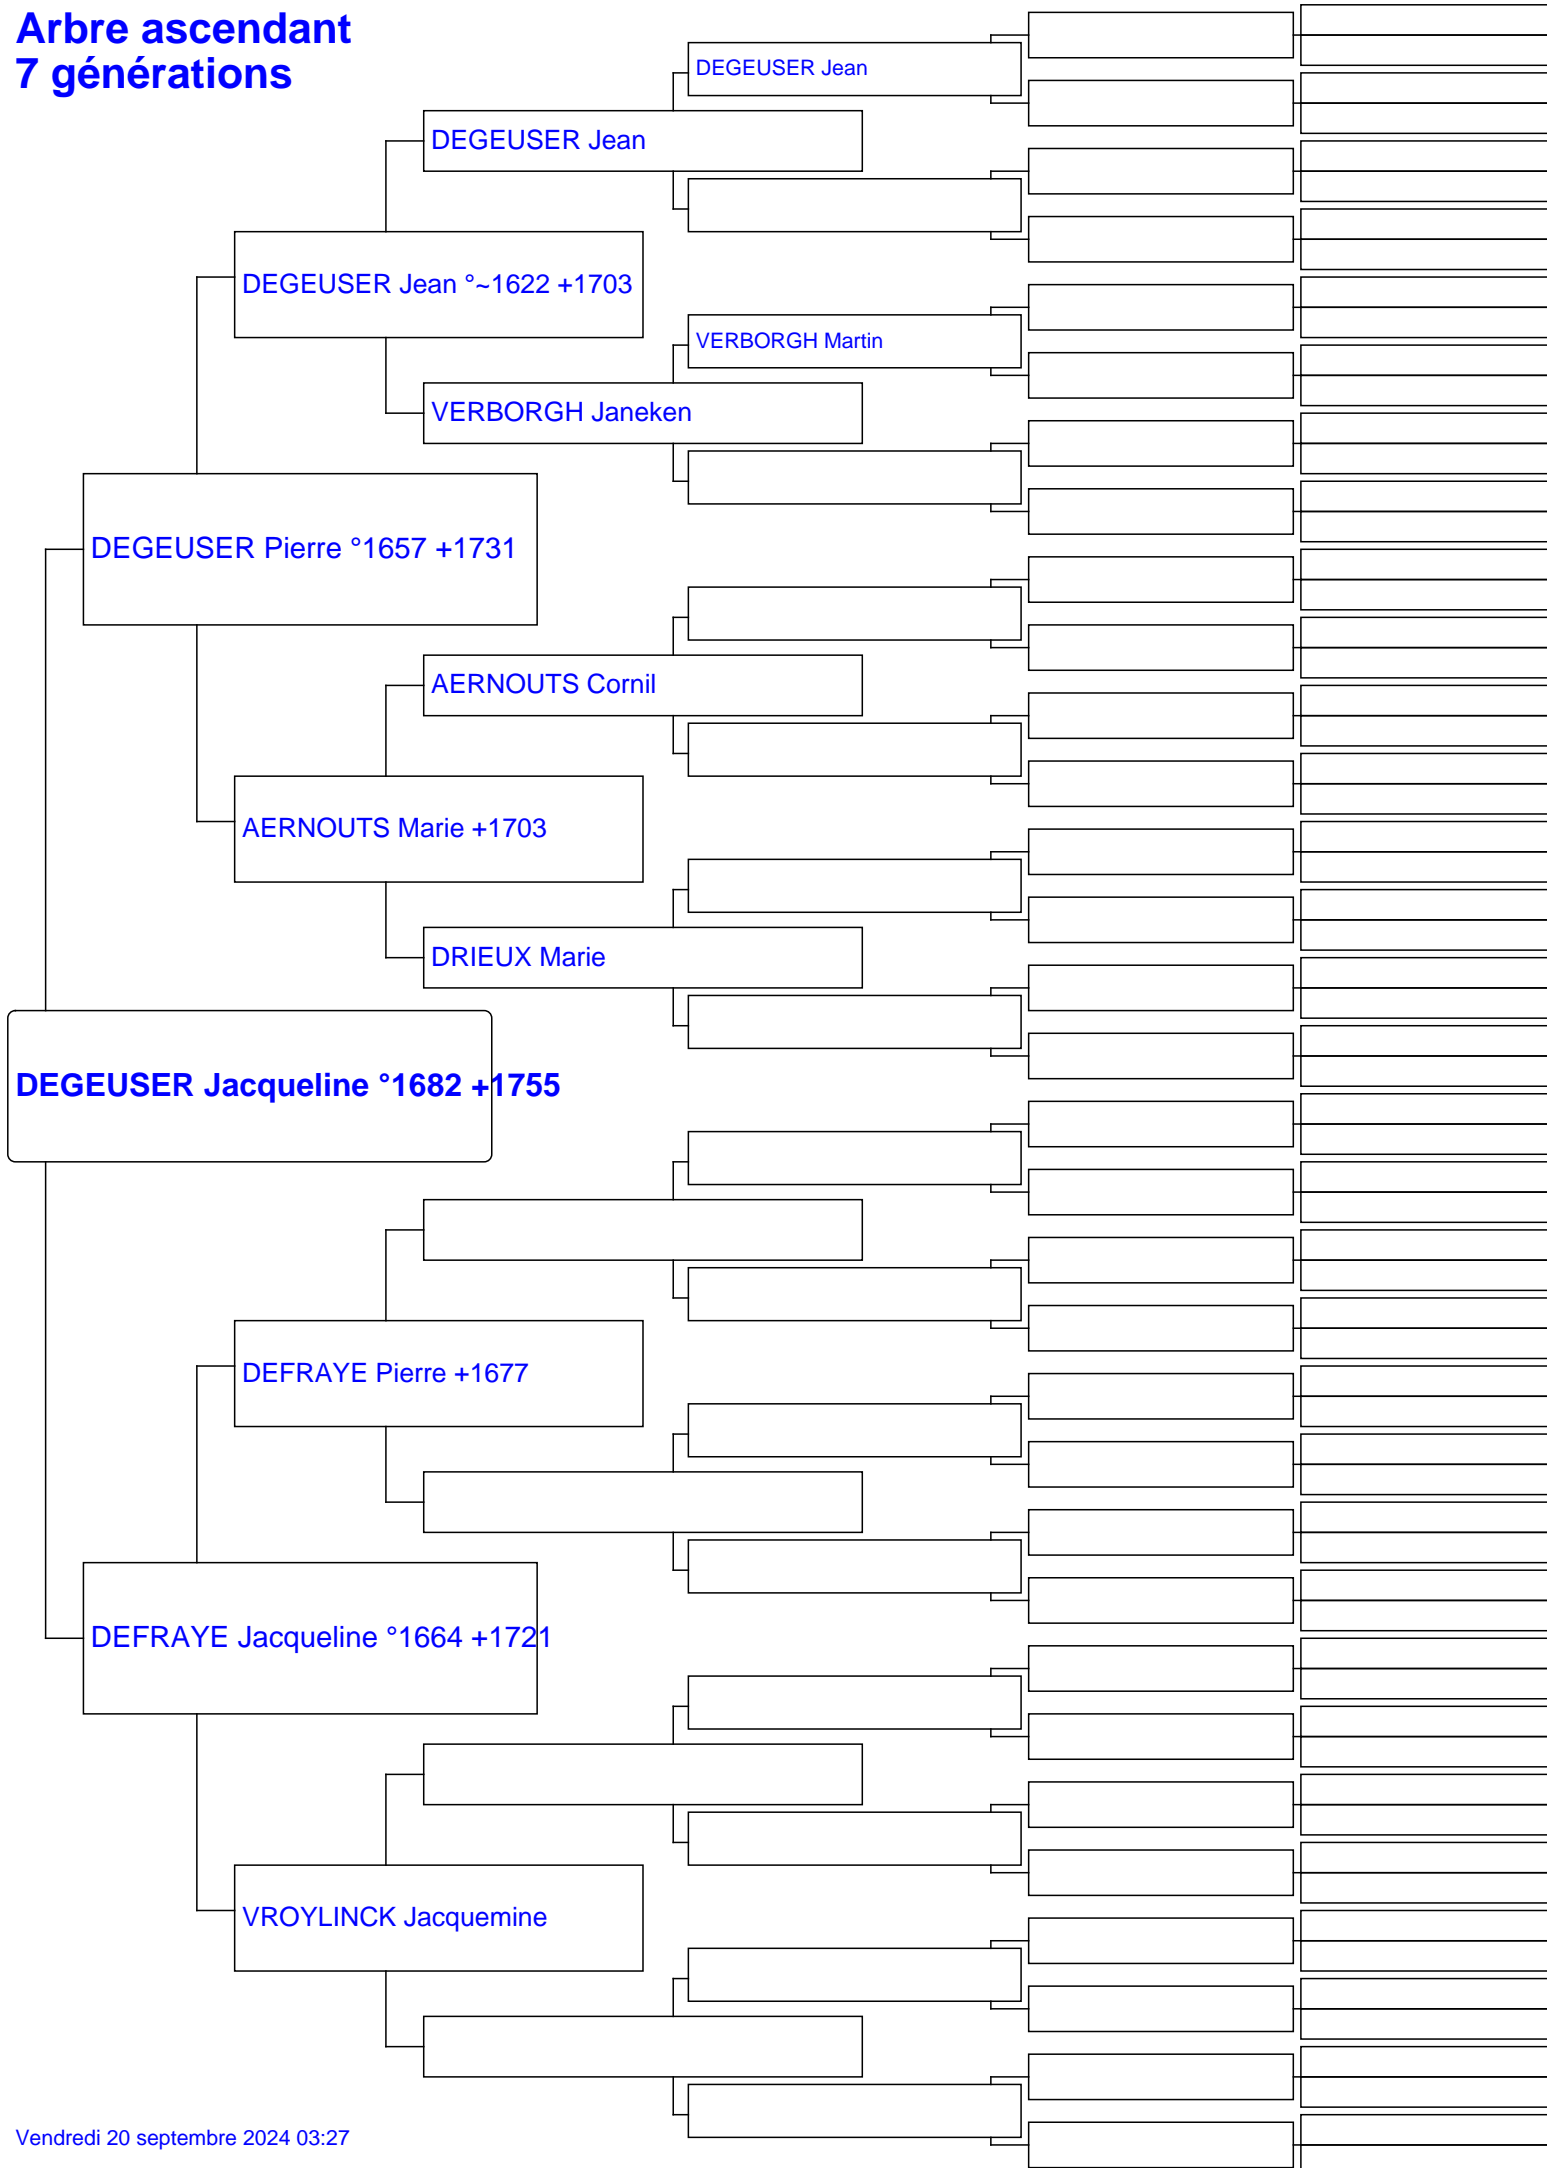 Arbre ascendant
7 générations
DEGEUSER Jean
DEGEUSER Jean
DEGEUSER Jean °~1622 +1703
VERBORGH Martin
VERBORGH Janeken
DEGEUSER Pierre °1657 +1731
AERNOUTS Cornil
AERNOUTS Marie +1703
DRIEUX Marie
DEGEUSER Jacqueline °1682 +1755
DEFRAYE Pierre +1677
DEFRAYE Jacqueline °1664 +1721
VROYLINCK Jacquemine
Vendredi 20 septembre 2024 03:27